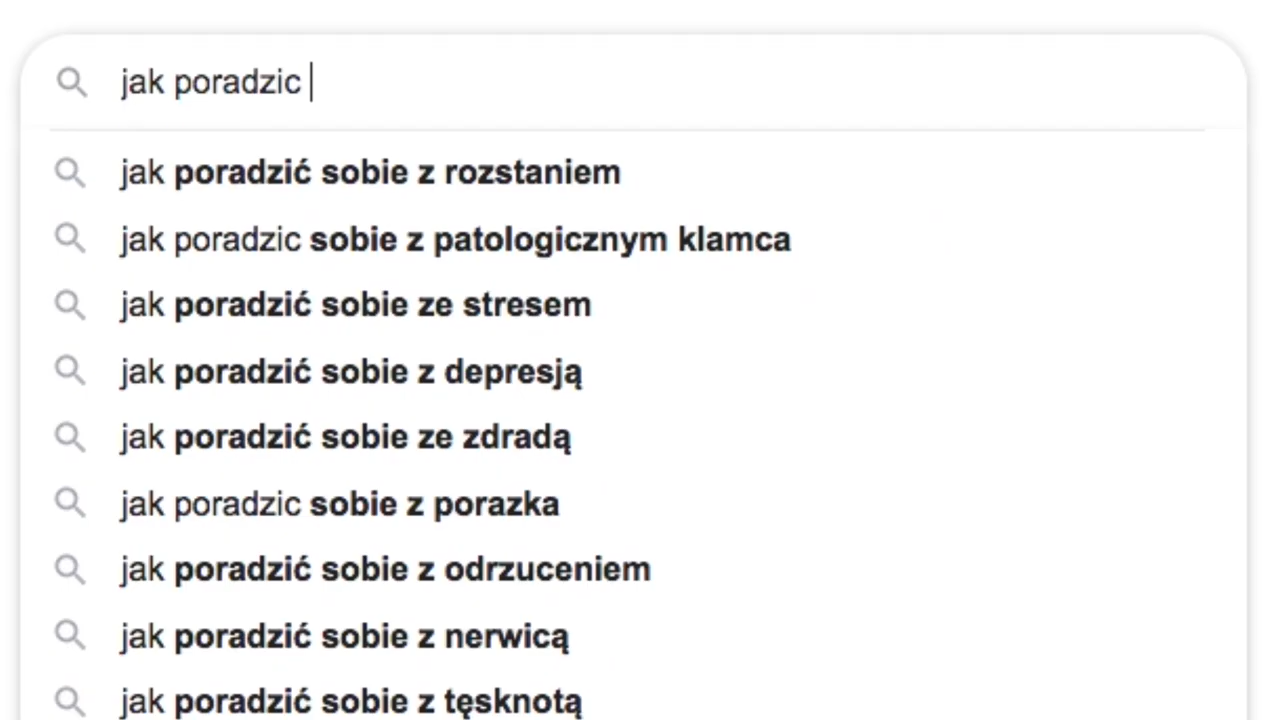 jak poradzic
jak poradzić sobie z rozstaniem
jak poradzic sobie z patologicznym klamca
jak poradzić sobie ze stresem
jak poradzić sobie z depresją
jak poradzić sobie ze zdradą
jak poradzic sobie z porazka
jak poradzić sobie z odrzuceniem
jak poradzić sobie z nerwicą
jak poradzić sobie z tęsknotą